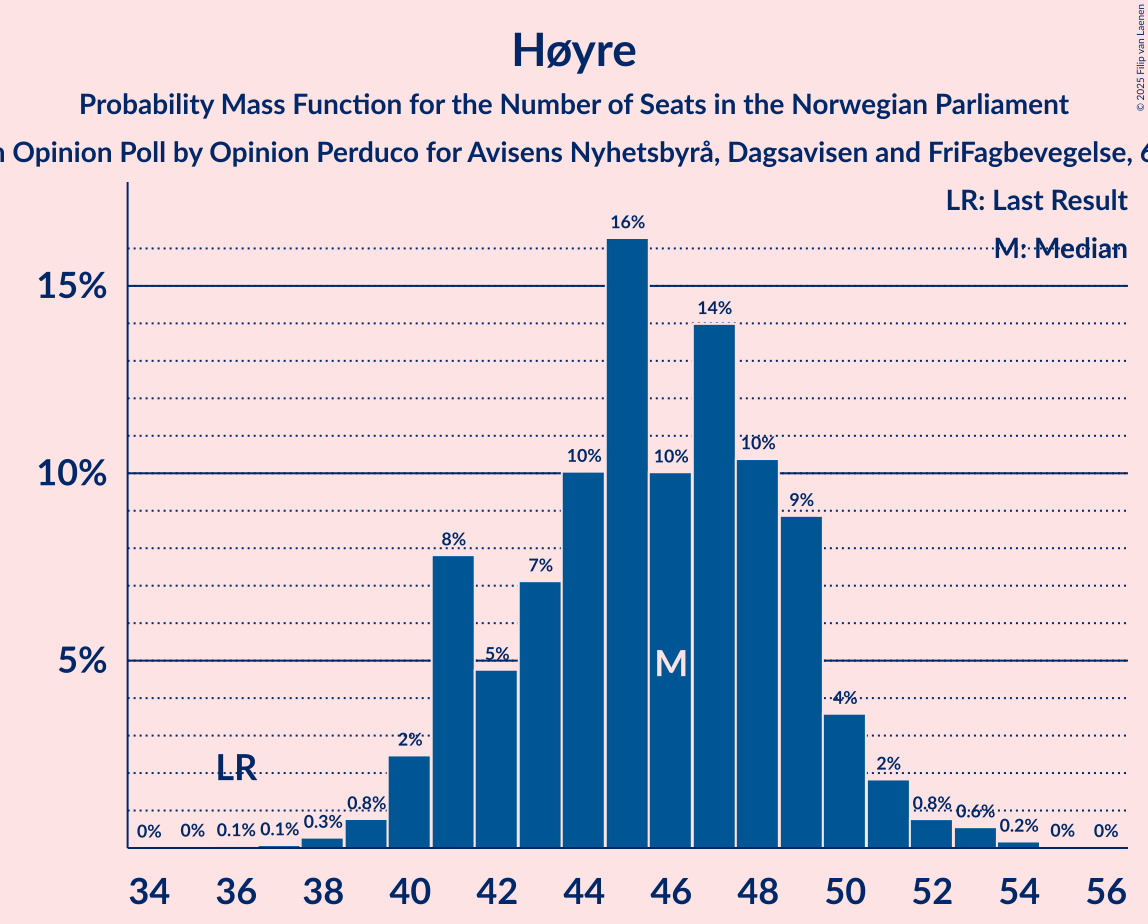 Høyre
Probability Mass Function for the Number of Seats in the Norwegian Parliament
Opinion Poll by Opinion Perduco for Avisens Nyhetsbyrå, Dagsavisen and FriFagbevegelse,
© 2025 Filip van Laenen
LR: Last Result
M: Median
15%
10%
5%
0% 0% 0.1% 0.1% 0.3% 0.8% 2% 8% 5% 7% 10% 16% 10% 14% 10% 9% 4% 2% 0.8% 0.6% 0.2% 0% 0%
LR
M
34 36 38 40 42 44 46 48 50 52 54 56